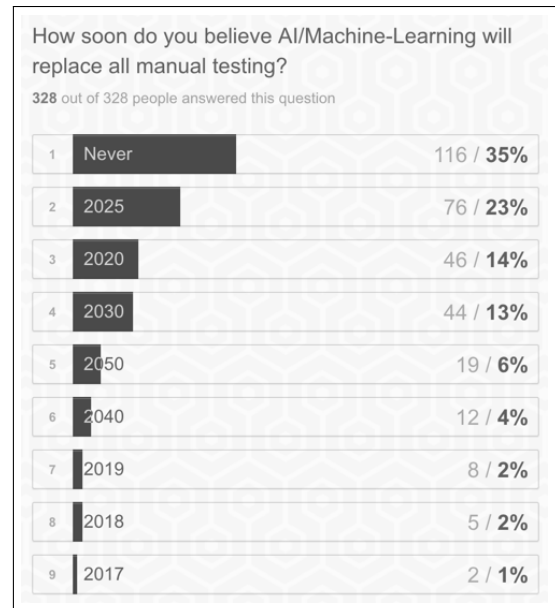 How soon do you believe AI/Machine-Learning will
replace all manual testing?
328 out of 328 people answered this question
1 Never 116 / 35%
2 2025 76 / 23%
3 2020 46 / 14%
4 2030 44 / 13%
5 2050 19 / 6%
6 2040 12 / 4%
7 2019 8 / 2%
8 2018 5 / 2%
9 2017 2 / 1%